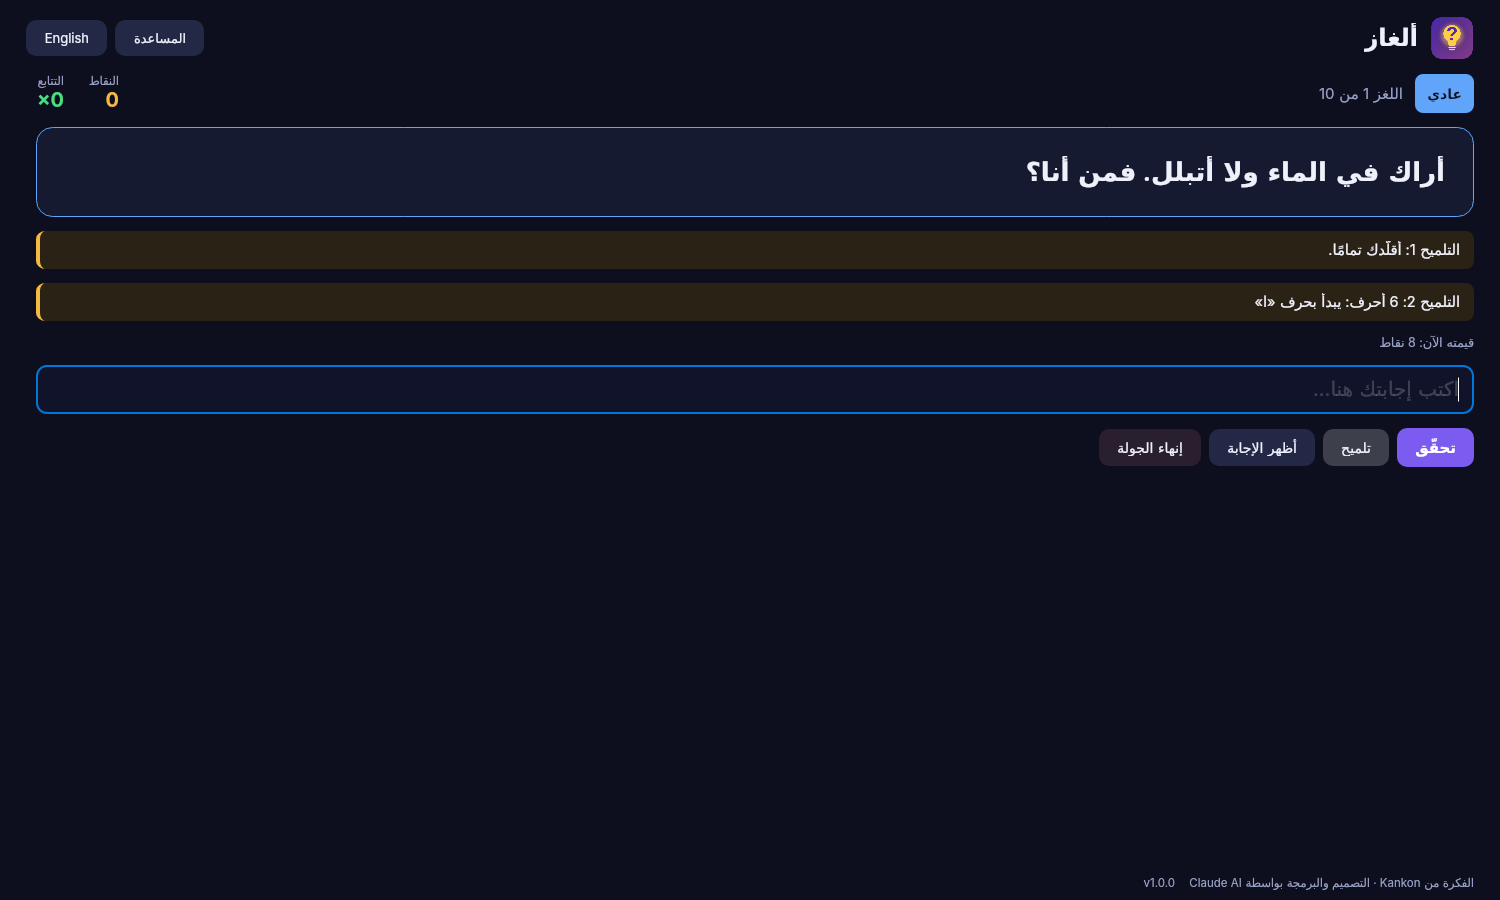 ألغاز
المساعدة
English
عادي
اللغز 1 من 10
النقاط
0
التتابع
×0
أراك في الماء ولا أتبلل. فمن أنا؟
التلميح 1: أقلّدك تمامًا.
التلميح 2: 6 أحرف: يبدأ بحرف «ا»
قيمته الآن: 8 نقاط
اكتب إجابتك هنا...
تحقّق
تلميح
أظهر الإجابة
إنهاء الجولة
الفكرة من Kankon · التصميم والبرمجة بواسطة Claude AI v1.0.0